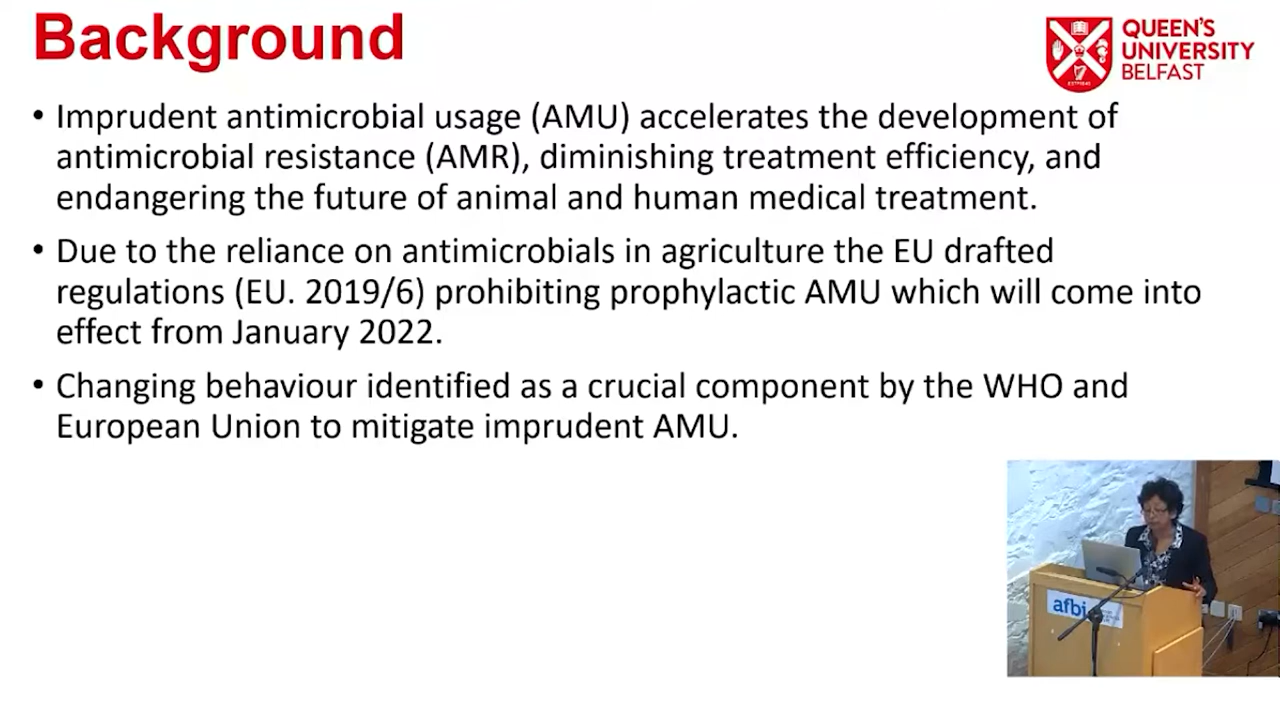 Background
QUEEN'S
UNIVERSITY
BELFAST
• Imprudent antimicrobial usage (AMU) accelerates the development of
antimicrobial resistance (AMR), diminishing treatment efficiency, and
endangering the future of animal and human medical treatment.
• Due to the reliance on antimicrobials in agriculture the EU drafted
regulations (EU. 2019/6) prohibiting prophylactic AMU which will come into
effect from January 2022.
• Changing behaviour identified as a crucial component by the WHO and
European Union to mitigate imprudent AMU.
afbi